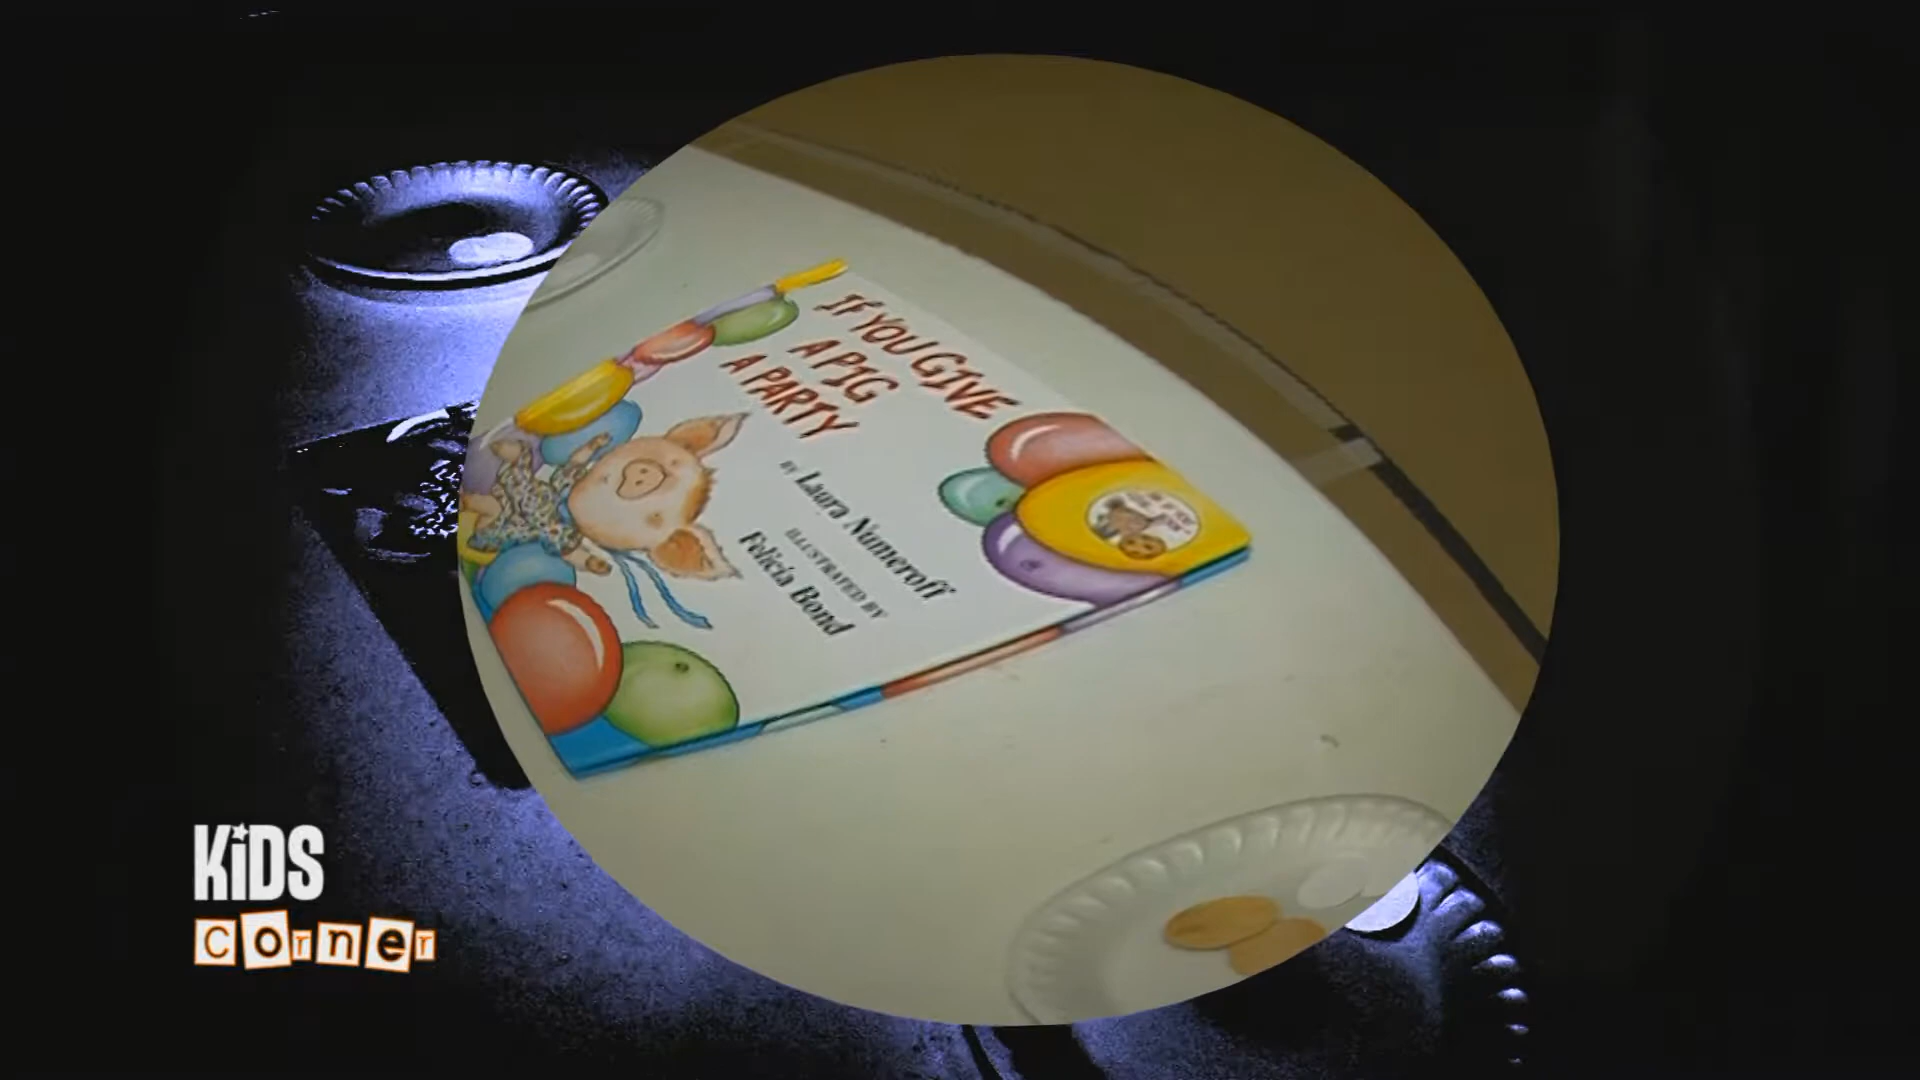 IF YOU GIVE
A PIG
A PARTY
BY Laura Numeroff
ILLUSTRATED BY
Felicia Bond
KiDS
corner